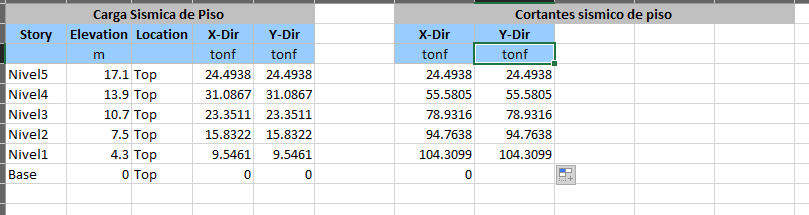 Carga Sismica de Piso Cortantes sismico de piso
Story Elevation Location X-Dir Y-Dir X-Dir Y-Dir
m tonf tonf tonf tonf
Nivel5 17.1 Top 24.4938 24.4938 24.4938 24.4938
Nivel4 13.9 Top 31.0867 31.0867 55.5805 55.5805
Nivel3 10.7 Top 23.3511 23.3511 78.9316 78.9316
Nivel2 7.5 Top 15.8322 15.8322 94.7638 94.7638
Nivel1 4.3 Top 9.5461 9.5461 104.3099 104.3099
Base 0 Top 0 0 0